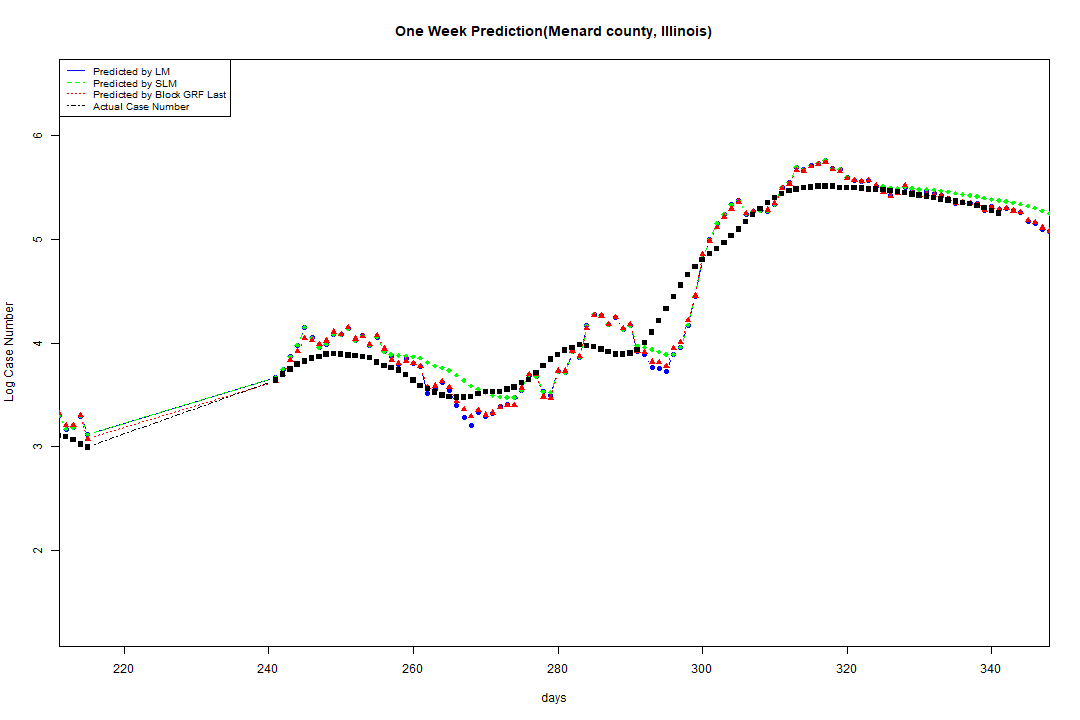 One Week Prediction(Menard county, Illinois)
Predicted by LM
Predicted by SLM
Predicted by Block GRF Last
Actual Case Number
6
5
4
3
2
Log Case Number
220 240 260 280 300 320 340
days